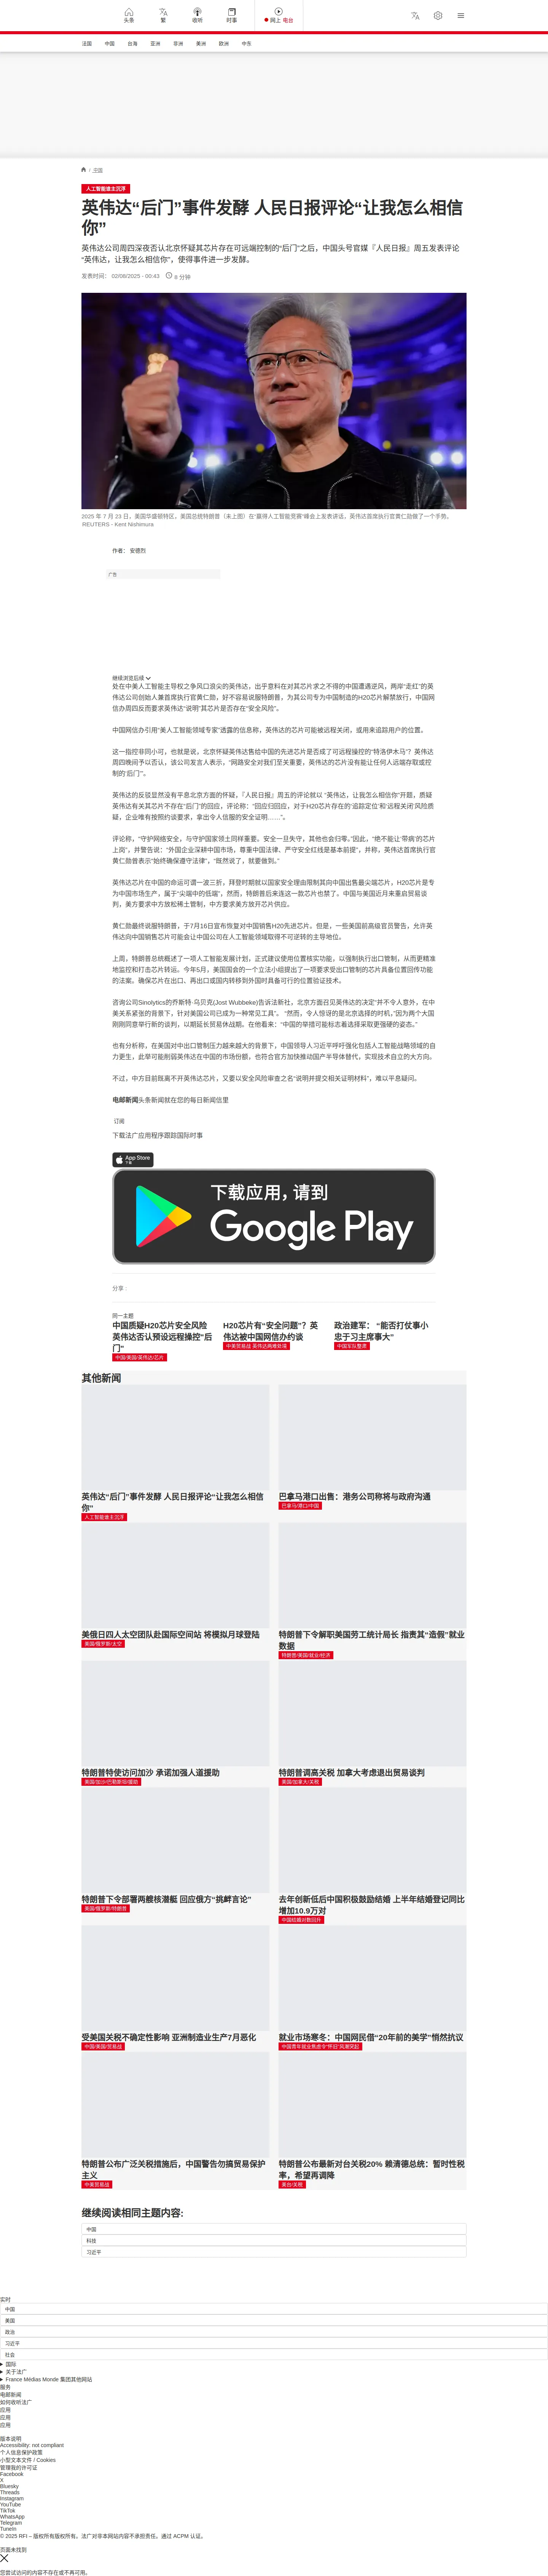 头条
繁
收听
时事
网上 电台
法国
中国
台海
亚洲
非洲
美洲
欧洲
中东
/ 中國
人工智能谁主沉浮
英伟达“后门”事件发酵 人民日报评论“让我怎么相信
你”
英伟达公司周四深夜否认北京怀疑其芯片存在可远端控制的“后门”之后，中国头号官媒『人民日报』周五发表评论
“英伟达，让我怎么相信你”，使得事件进一步发酵。
发表时间： 02/08/2025 - 00:43
6 分钟
2025 年 7 月 23 日，美国华盛顿特区，美国总统特朗普（未上图）在“赢得人工智能竞赛”峰会上发表讲话，英伟达首席执行官黄仁勋做了一个手势。
REUTERS - Kent Nishimura
作者： 安德烈
广告
继续浏览后续
处在中美人工智能主导权之争风口浪尖的英伟达，出乎意料在对其芯片求之不得的中国遭遇逆风，两岸“走红”的英
伟达公司创始人兼首席执行官黄仁勋，好不容易说服特朗普，为其公司专为中国制造的H20芯片解禁放行，中国网
信办周四反而要求英伟达“说明”其芯片是否存在“安全风险”。
中国网信办引用“美人工智能领域专家”透露的信息称，英伟达的芯片可能被远程关闭，或用来追踪用户的位置。
这一指控非同小可，也就是说，北京怀疑英伟达售给中国的先进芯片是否成了可远程操控的“特洛伊木马”？英伟达
周四晚间予以否认，该公司发言人表示，“网路安全对我们至关重要，英伟达的芯片没有能让任何人远端存取或控
制的‘后门’”。
英伟达的反驳显然没有平息北京方面的怀疑，『人民日报』周五的评论就以 “英伟达，让我怎么相信你”开题，质疑
英伟达有关其芯片不存在“后门”的回应，评论称：“回应归回应，对于H20芯片存在的‘追踪定位’和‘远程关闭’风险质
疑，企业唯有按照约谈要求，拿出令人信服的安全证明……”。
评论称，“守护网络安全，与守护国家领土同样重要。安全一旦失守，其他也会归零。”因此，“绝不能让‘带病’的芯片
上岗”，并警告说：“外国企业深耕中国市场，尊重中国法律、严守安全红线是基本前提”，并称，英伟达首席执行官
黄仁勋曾表示“始终确保遵守法律”，“既然说了，就要做到。”
英伟达芯片在中国的命运可谓一波三折，拜登时期就以国家安全理由限制其向中国出售最尖端芯片，H20芯片是专
为中国市场生产，属于“尖端中的低端”，然而，特朗普后来连这一款芯片也禁了。中国与美国近月来重启贸易谈
判，美方要求中方放松稀土管制，中方要求美方放开芯片供应。
黄仁勋最终说服特朗普，于7月16日宣布恢复对中国销售H20先进芯片。但是，一些美国前高级官员警告，允许英
伟达向中国销售芯片可能会让中国公司在人工智能领域取得不可逆转的主导地位。
上周，特朗普总统概述了一项人工智能发展计划，正式建议使用位置核实功能，以强制执行出口管制，从而更精准
地监控和打击芯片转运。今年5月，美国国会的一个立法小组提出了一项要求受出口管制的芯片具备位置回传功能
的法案。确保芯片在出口、再出口或国内转移到外国时具备可行的位置验证技术。
咨询公司Sinolytics的乔斯特·乌贝克(Jost Wubbeke)告诉法新社，北京方面召见英伟达的决定“并不令人意外，在中
美关系紧张的背景下，针对美国公司已成为一种常见工具”。“然而，令人惊讶的是北京选择的时机，”因为两个大国
刚刚同意举行新的谈判，以期延长贸易休战期。在他看来：“中国的举措可能标志着选择采取更强硬的姿态。”
也有分析称，在美国对中出口管制压力越来越大的背景下，中国领导人习近平呼吁强化包括人工智能战略领域的自
力更生，此举可能削弱英伟达在中国的市场份额，也符合官方加快推动国产半导体替代，实现技术自立的大方向。
不过，中方目前既离不开英伟达芯片，又要以安全风险审查之名“说明并提交相关证明材料”，难以平息疑问。
电邮新闻头条新闻就在您的每日新闻信里
订阅
下载法广应用程序跟踪国际时事
App Store
下载
下载应用，请到
Google Play
分享 :
同一主题
中国质疑H20芯片安全风险
英伟达否认预设远程操控“后
门”
中国/美国/英伟达/芯片
H20芯片有“安全问题”？英
伟达被中国网信办约谈
中美贸易战 英伟达两难处境
政治建军：“能否打仗事小
忠于习主席事大”
中国军队整肃
其他新闻
英伟达“后门”事件发酵 人民日报评论“让我怎么相信
你”
人工智能谁主沉浮
巴拿马港口出售：港务公司称将与政府沟通
巴拿马/港口/中国
美俄日四人太空团队赴国际空间站 将模拟月球登陆
美国/俄罗斯/太空
特朗普下令解职美国劳工统计局长 指责其“造假”就业
数据
特朗普/美国/就业/经济
特朗普特使访问加沙 承诺加强人道援助
美国/加沙/巴勒斯坦/援助
特朗普调高关税 加拿大考虑退出贸易谈判
美国/加拿大/关税
特朗普下令部署两艘核潜艇 回应俄方“挑衅言论”
美国/俄罗斯/特朗普
去年创新低后中国积极鼓励结婚 上半年结婚登记同比
增加10.9万对
中国结婚对数回升
受美国关税不确定性影响 亚洲制造业生产7月恶化
中国/美国/贸易战
就业市场寒冬：中国网民借“20年前的美学”悄然抗议
中国青年就业焦虑令“怀旧”风潮哭起
特朗普公布广泛关税措施后，中国警告勿搞贸易保护
主义
中美贸易战
特朗普公布最新对台关税20% 赖清德总统：暂时性税
率，希望再调降
美台/关税
继续阅读相同主题内容:
中国
科技
习近平
实时
中国
美国
政治
习近平
社会
国际
关于法广
France Médias Monde 集团其他网站
服务
电邮新闻
如何收听法广
应用
应用
应用
版本说明
Accessibility: not compliant
个人信息保护政策
小型文本文件 / Cookies
管理我的许可证
Facebook
X
Bluesky
Threads
Instagram
YouTube
TikTok
WhatsApp
Telegram
TuneIn
© 2025 RFI – 版权所有版权所有。法广对非本网站内容不承担责任。通过 ACPM 认证。
页面未找到
您尝试访问的内容不存在或不再可用。